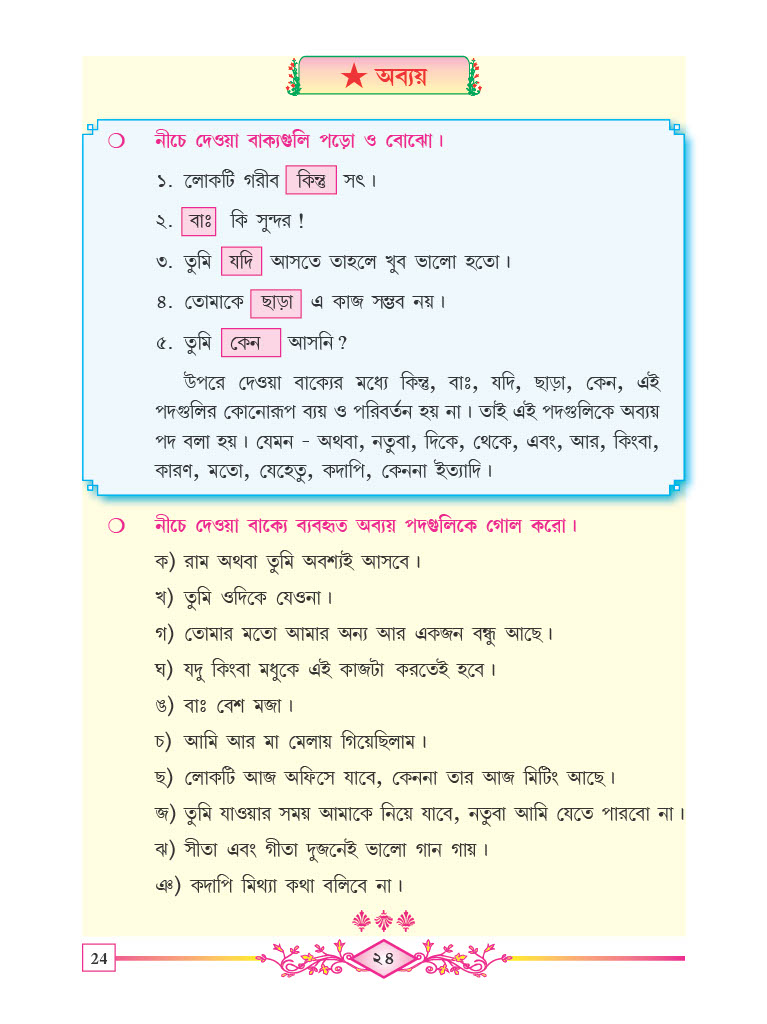 ★ অব্যয়
❍ নীচে দেওয়া বাক্যগুলি পড়ো ও বোঝো।
১. লোকটি গরীব কিন্তু সৎ।
২. বাঃ কি সুন্দর !
৩. তুমি যদি আসতে তাহলে খুব ভালো হতো।
৪. তোমাকে ছাড়া এ কাজ সম্ভব নয়।
৫. তুমি কেন আসনি ?
উপরে দেওয়া বাক্যের মধ্যে কিন্তু, বাঃ, যদি, ছাড়া, কেন, এই
পদগুলির কোনোরূপ ব্যয় ও পরিবর্তন হয় না। তাই এই পদগুলিকে অব্যয়
পদ বলা হয়। যেমন - অথবা, নতুবা, দিকে, থেকে, এবং, আর, কিংবা,
কারণ, মতো, যেহেতু, কদাপি, কেননা ইত্যাদি।
❍ নীচে দেওয়া বাক্যে ব্যবহৃত অব্যয় পদগুলিকে গোল করো।
ক) রাম অথবা তুমি অবশ্যই আসবে।
খ) তুমি ওদিকে যেওনা।
গ) তোমার মতো আমার অন্য আর একজন বন্ধু আছে।
ঘ) যদু কিংবা মধুকে এই কাজটা করতেই হবে।
ঙ) বাঃ বেশ মজা।
চ) আমি আর মা মেলায় গিয়েছিলাম।
ছ) লোকটি আজ অফিসে যাবে, কেননা তার আজ মিটিং আছে।
জ) তুমি যাওয়ার সময় আমাকে নিয়ে যাবে, নতুবা আমি যেতে পারবো না।
ঝ) সীতা এবং গীতা দুজনেই ভালো গান গায়।
ঞ) কদাপি মিথ্যা কথা বলিবে না।
24 ২৪